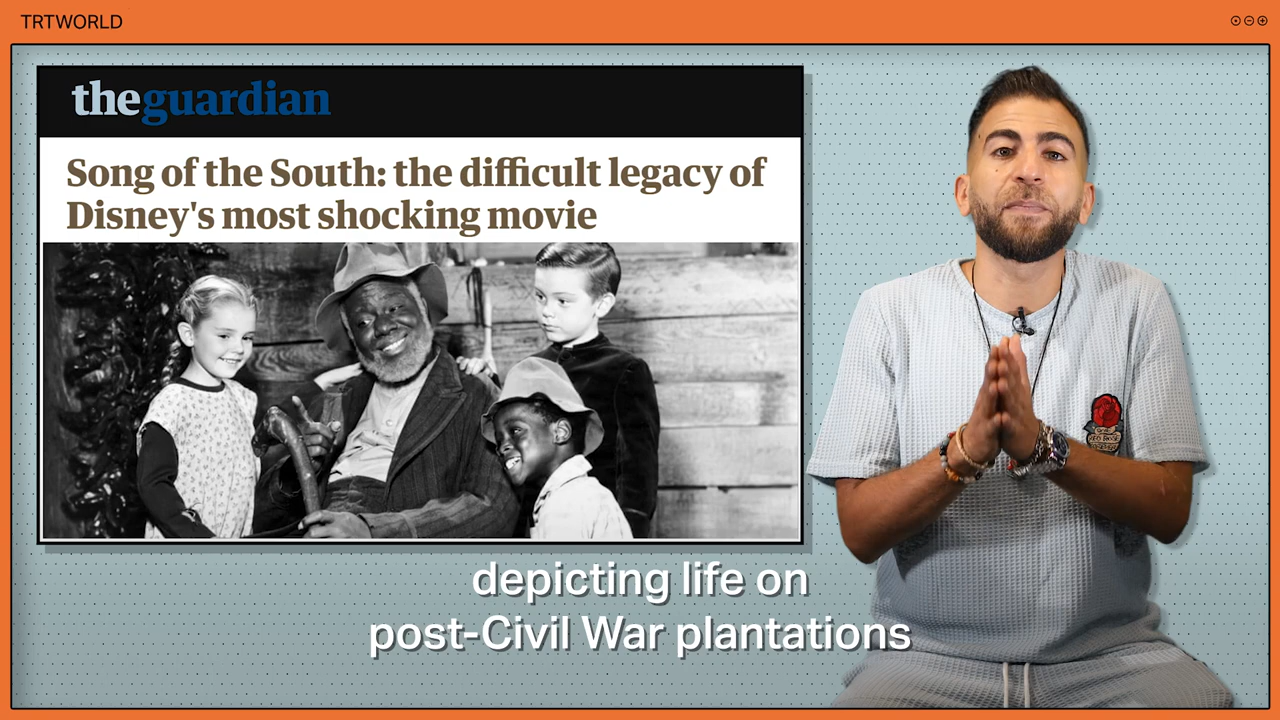 TRTWORLD
theguardian
Song of the South: the difficult legacy of
Disney's most shocking movie
depicting life on
post-Civil War plantations